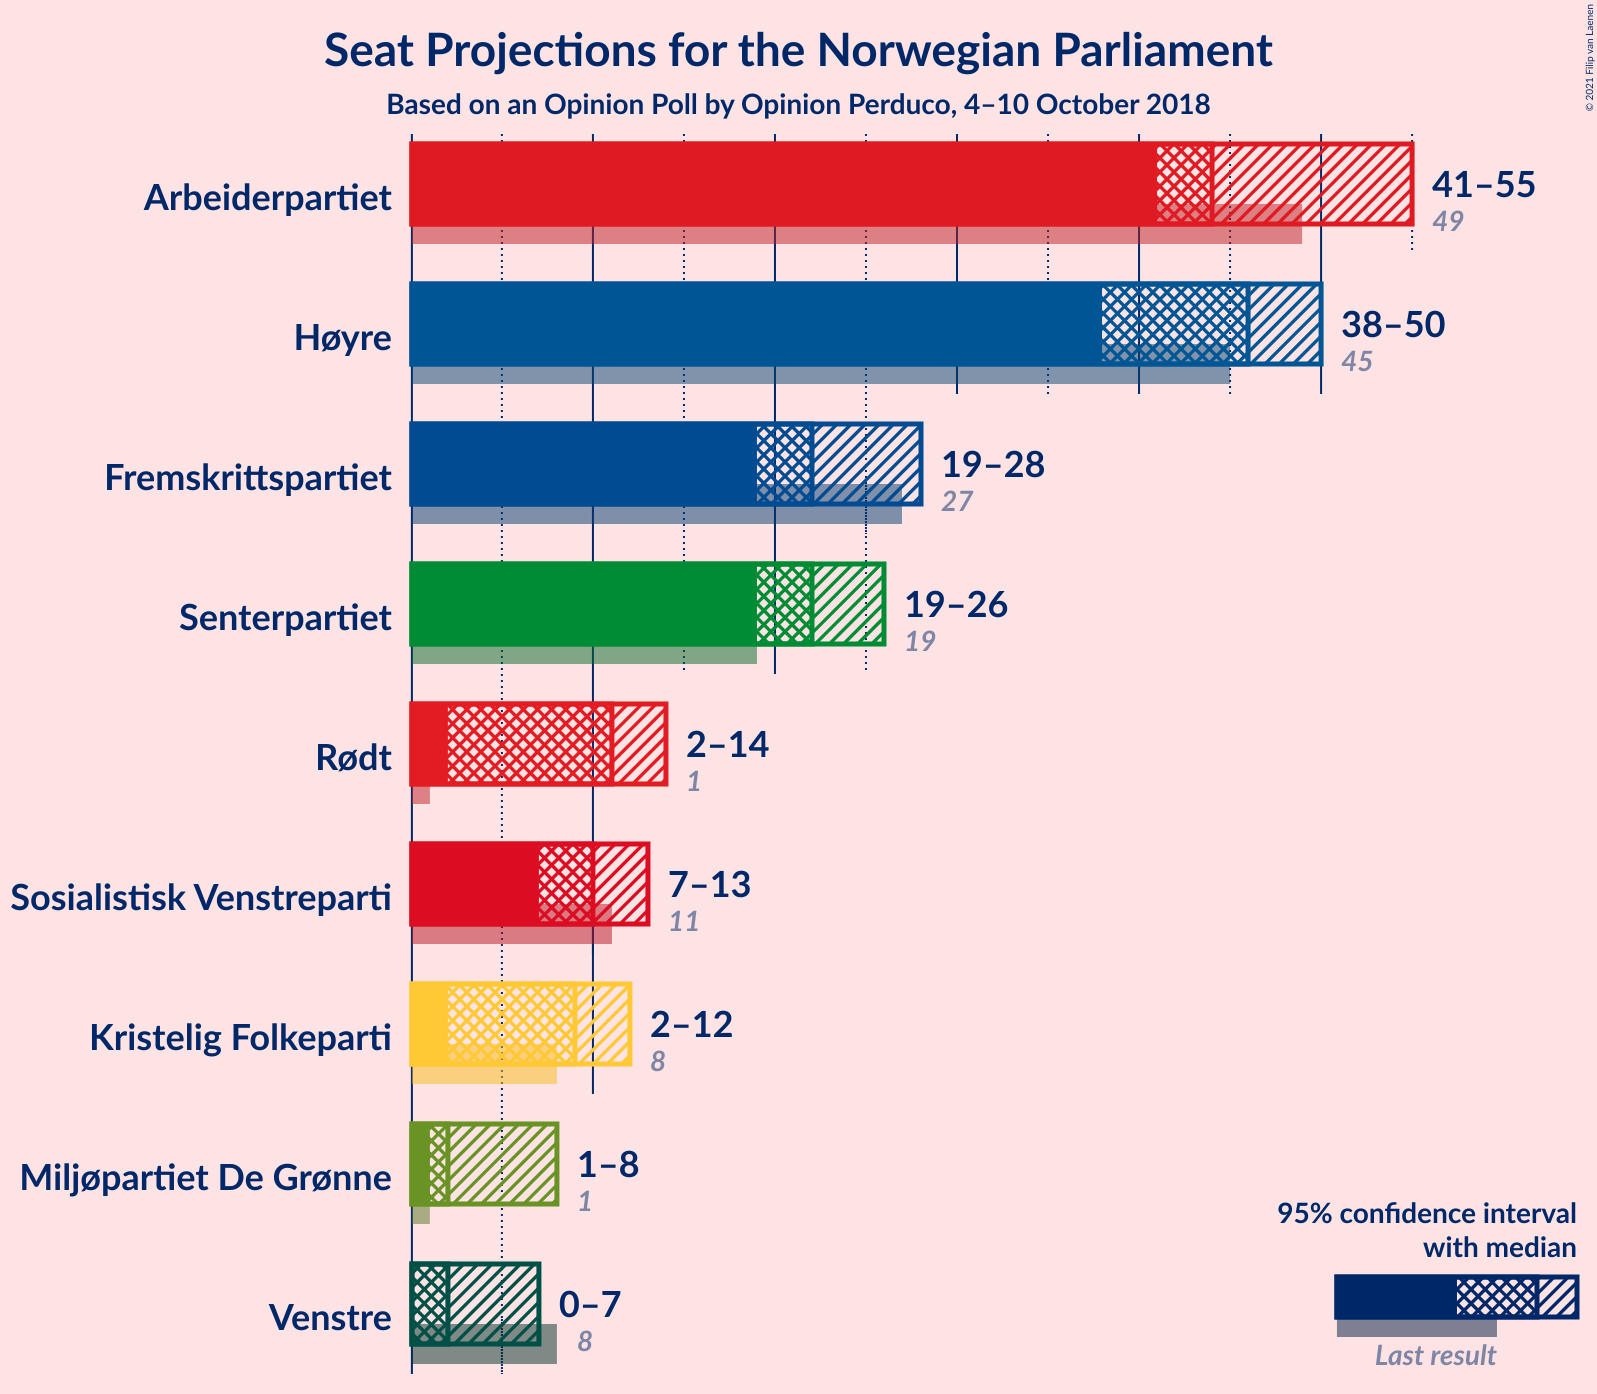 Seat Projections for the Norwegian Parliament
Based on an Opinion Poll by Opinion Perduco, 4–10 October 2018
© 2021 Filip van Laenen
Arbeiderpartiet
41–55
49
Høyre
38–50
45
Fremskrittspartiet
19–28
27
Senterpartiet
19–26
19
Rødt
2–14
1
Sosialistisk Venstreparti
7–13
11
Kristelig Folkeparti
2–12
8
Miljøpartiet De Grønne
1–8
1
Venstre
0–7
8
95% confidence interval
with median
Last result